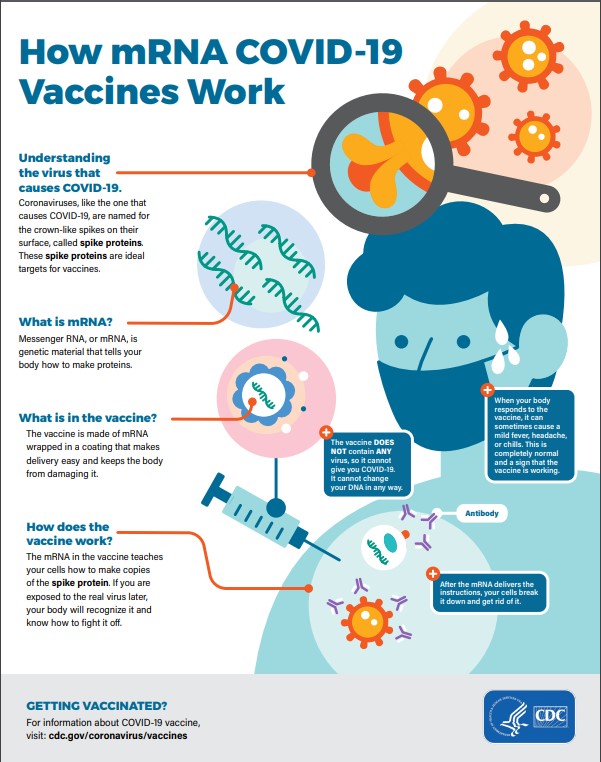 How mRNA COVID-19
Vaccines Work
Understanding
the virus that
causes COVID-19.
Coronaviruses, like the one that
causes COVID-19, are named for
the crown-like spikes on their
surface, called spike proteins.
These spike proteins are ideal
targets for vaccines.
What is mRNA?
Messenger RNA, or mRNA, is
genetic material that tells your
body how to make proteins.
What is in the vaccine?
The vaccine is made of mRNA
wrapped in a coating that makes
delivery easy and keeps the body
from damaging it.
The vaccine DOES
NOT contain ANY
virus, so it cannot
give you COVID-19.
It cannot change
your DNA in any way.
When your body
responds to the
vaccine, it can
sometimes cause a
mild fever, headache,
or chills. This is
completely normal
and a sign that the
vaccine is working.
How does the
vaccine work?
The mRNA in the vaccine teaches
your cells how to make copies
of the spike protein. If you are
exposed to the real virus later,
your body will recognize it and
know how to fight it off.
Antibody
After the mRNA delivers the
instructions, your cells break
it down and get rid of it.
GETTING VACCINATED?
For information about COVID-19 vaccine,
visit: cdc.gov/coronavirus/vaccines
CDC